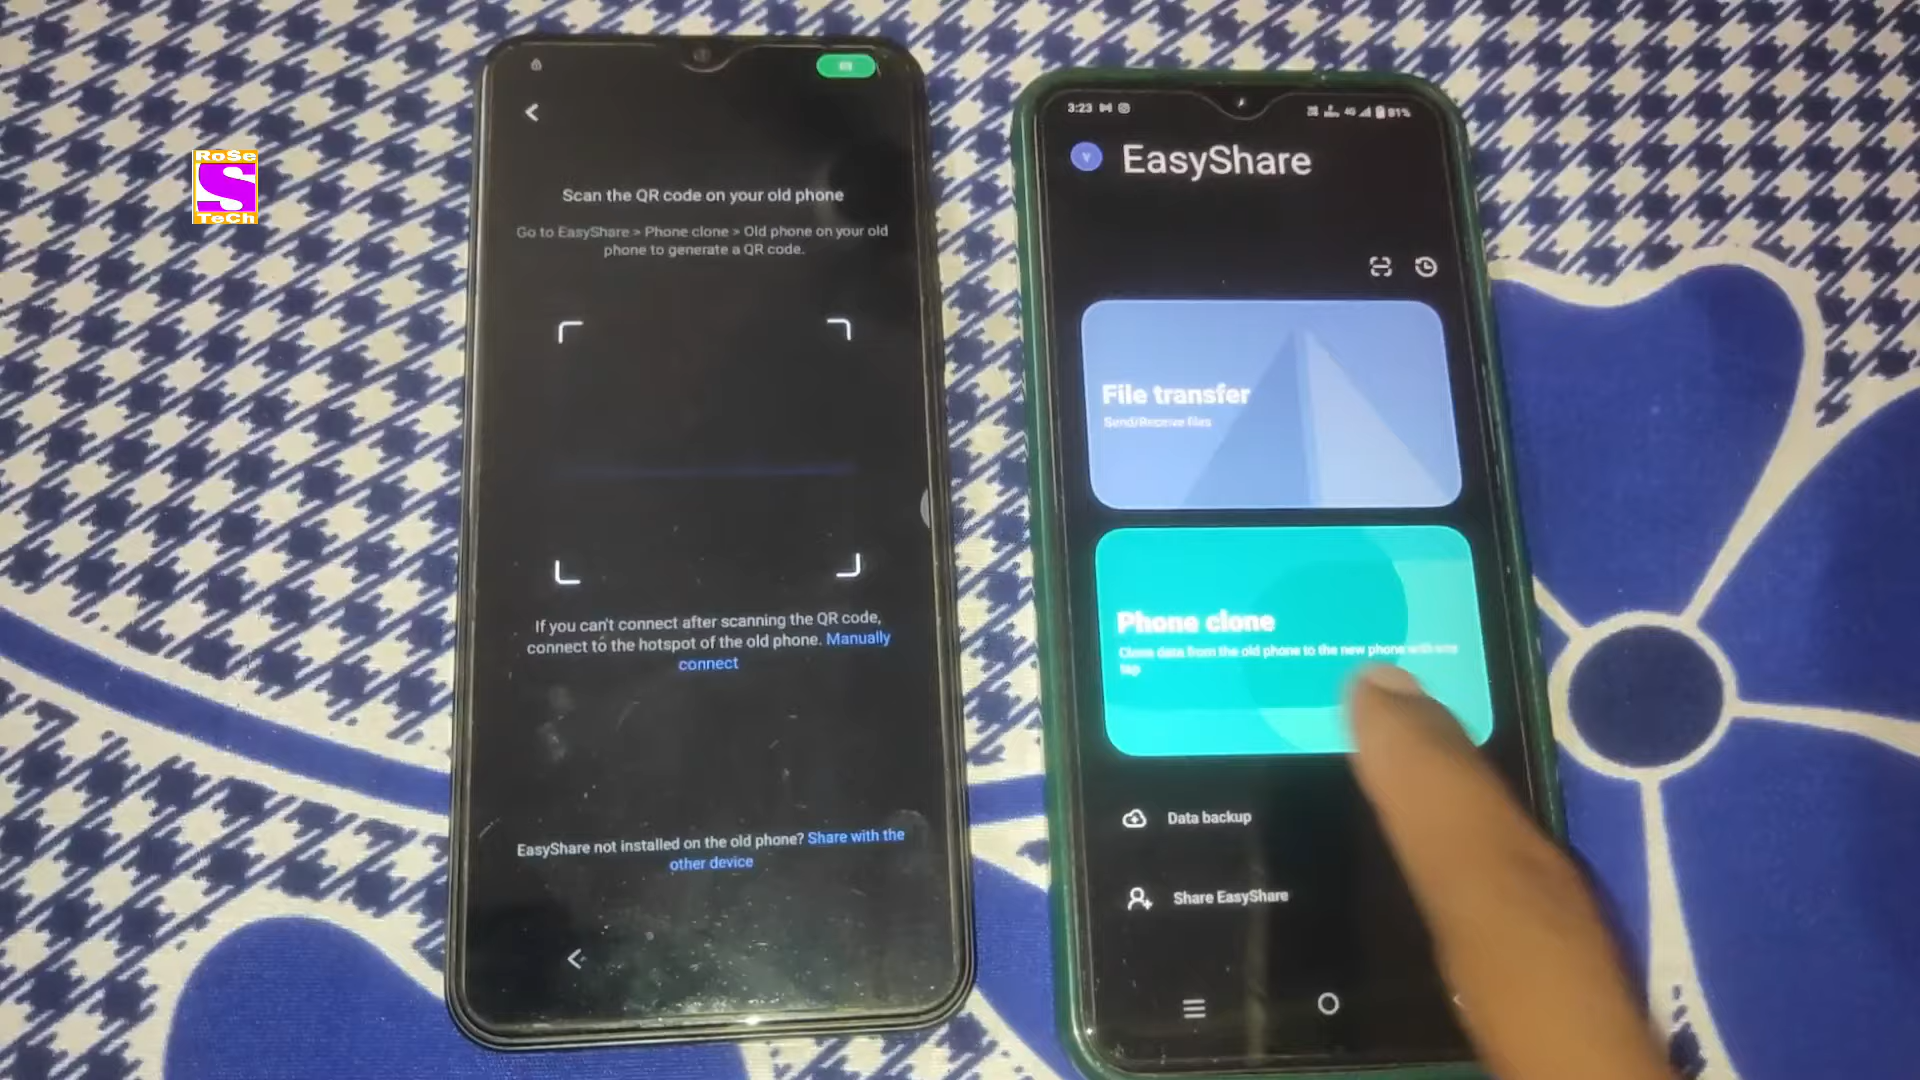 RoSe
S
TeCh
Scan the QR code on your old phone
Go to EasyShare > Phone clone > Old phone on your old
phone to generate a QR code.
If you can't connect after scanning the QR code,
connect to the hotspot of the old phone. Manually
connect
EasyShare not installed on the old phone? Share with the
other device
3:23
4G
81%
EasyShare
File transfer
Send/Receive files
Phone clone
Clone data from the old phone to the new phone with one
tap
Data backup
Share EasyShare